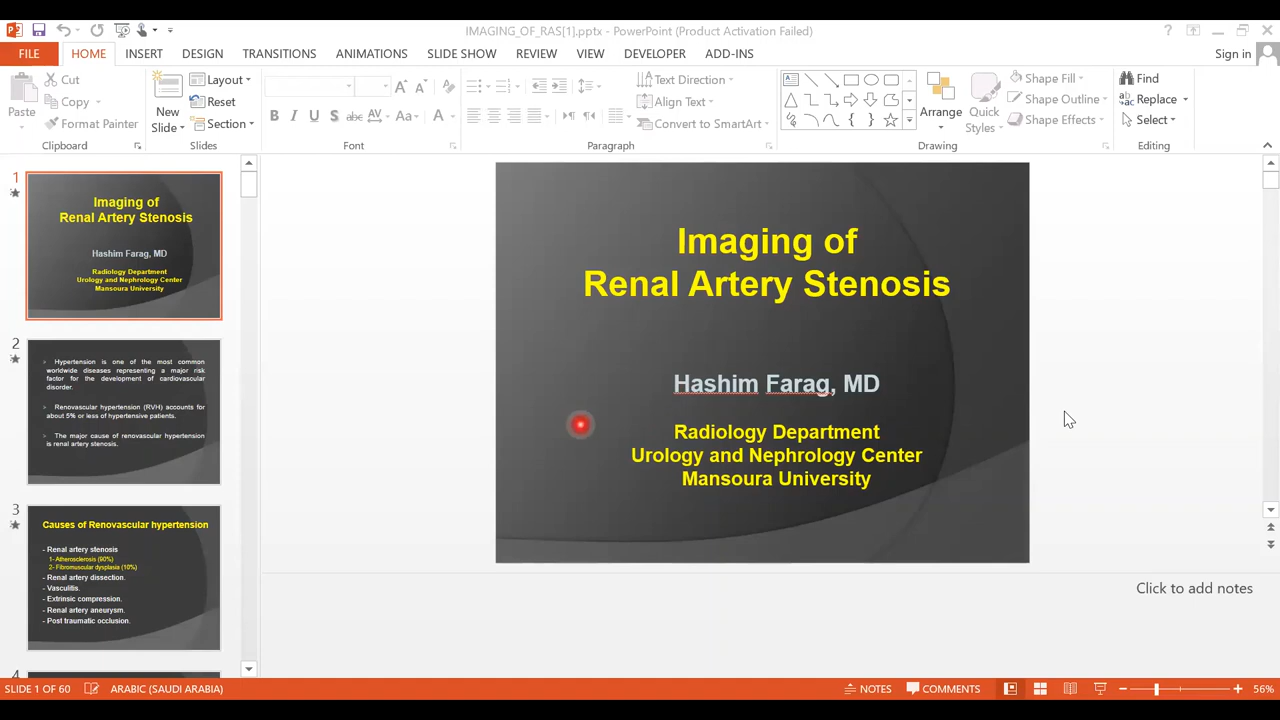 IMAGING_OF_RAS[1].pptx - PowerPoint (Product Activation Failed)
FILE HOME INSERT DESIGN TRANSITIONS ANIMATIONS SLIDE SHOW REVIEW VIEW DEVELOPER ADD-INS Sign in
Paste
Cut
Copy
Format Painter
Clipboard
New
Slide
Layout
Reset
Section
Slides
B I U S abc AV Aa A
Font
Text Direction
Align Text
Convert to SmartArt
Paragraph
Arrange
Quick
Styles
Shape Fill
Shape Outline
Shape Effects
Drawing
Find
Replace
Select
Editing
1
Imaging of
Renal Artery Stenosis
Hashim Farag, MD
Radiology Department
Urology and Nephrology Center
Mansoura University
2
Hypertension is one of the most common
worldwide diseases representing a major risk
factor for the development of cardiovascular
disorder.
Renovascular hypertension (RVH) accounts for
about 5% or less of hypertensive patients.
The major cause of renovascular hypertension
is renal artery stenosis.
3
Causes of Renovascular hypertension
- Renal artery stenosis
1- Atherosclerosis (90%)
2- Fibromuscular dysplasia (10%)
- Renal artery dissection.
- Vasculitis.
- Extrinsic compression.
- Renal artery aneurysm.
- Post traumatic occlusion.
4
Imaging of
Renal Artery Stenosis
Hashim Farag, MD
Radiology Department
Urology and Nephrology Center
Mansoura University
Click to add notes
SLIDE 1 OF 60 ARABIC (SAUDI ARABIA) NOTES COMMENTS 56%